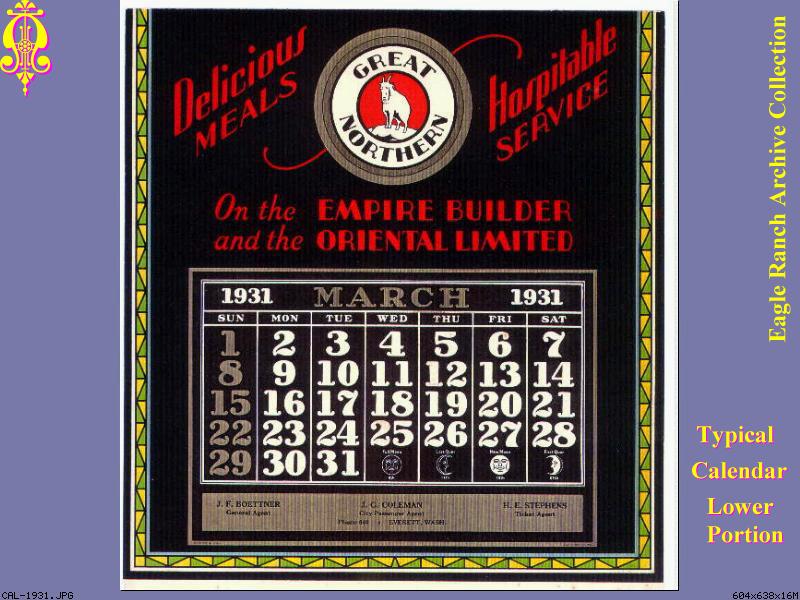 Delicious
MEALS
GREAT
NORTHERN
Hospitable
SERVICE
On the EMPIRE BUILDER
and the ORIENTAL LIMITED
1931 MARCH 1931
SUN MON TUE WED THU FRI SAT
1 2 3 4 5 6 7
8 9 10 11 12 13 14
15 16 17 18 19 20 21
22 23 24 25 26 27 28
29 30 31
J. F. BOETTNER J. G. COLEMAN H. E. STEPHENS
General Agent City Passenger Agent Ticket Agent
EVERETT, WASH.
Eagle Ranch Archive Collection
Typical
Calendar
Lower
Portion
CAL-1931.JPG 604x638x16M